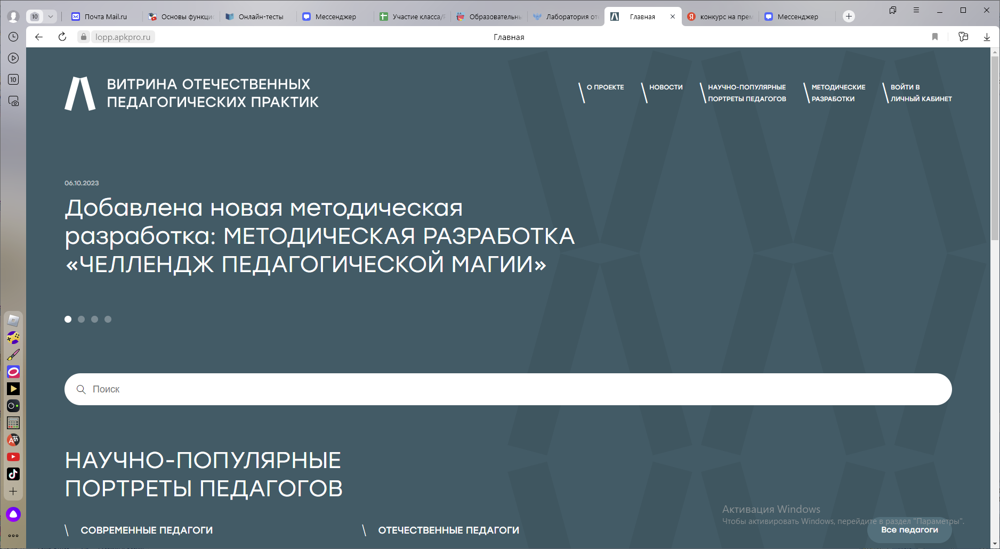 10
Почта Mail.ru
Основы функци
Онлайн-тесты
Мессенджер
Участие класса/Р
Образовательн
Лаборатория от
Главная
конкурс на прем
Мессенджер
lopp.apkpro.ru
Главная
10
ВИТРИНА ОТЕЧЕСТВЕННЫХ
ПЕДАГОГИЧЕСКИХ ПРАКТИК
О ПРОЕКТЕ
НОВОСТИ
НАУЧНО-ПОПУЛЯРНЫЕ
ПОРТРЕТЫ ПЕДАГОГОВ
МЕТОДИЧЕСКИЕ
РАЗРАБОТКИ
ВОЙТИ В
ЛИЧНЫЙ КАБИНЕТ
06.10.2023
Добавлена новая методическая
разработка: МЕТОДИЧЕСКАЯ РАЗРАБОТКА
«ЧЕЛЛЕНДЖ ПЕДАГОГИЧЕСКОЙ МАГИИ»
Поиск
НАУЧНО-ПОПУЛЯРНЫЕ
ПОРТРЕТЫ ПЕДАГОГОВ
СОВРЕМЕННЫЕ ПЕДАГОГИ
ОТЕЧЕСТВЕННЫЕ ПЕДАГОГИ
Активация Windows
Чтобы активировать Windows, перейдите в раздел "Параметры".
Все педагоги